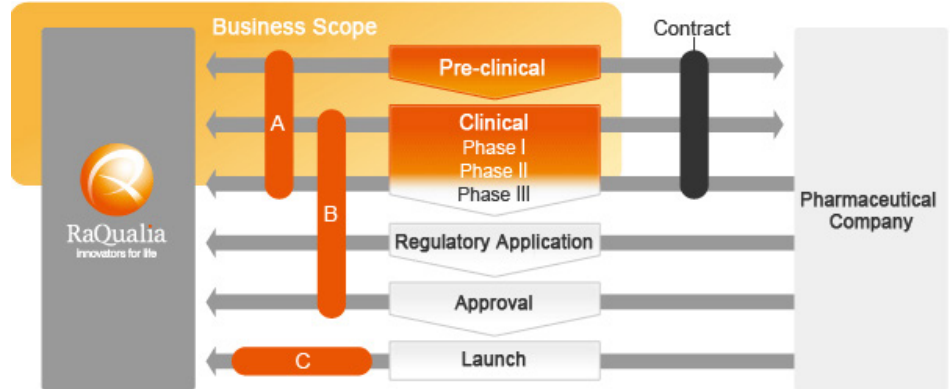 Business Scope
Contract
Pre-clinical
A
Clinical
Phase I
Phase II
Phase III
B
RaQualia
Innovators for life
Pharmaceutical
Company
Regulatory Application
Approval
C
Launch